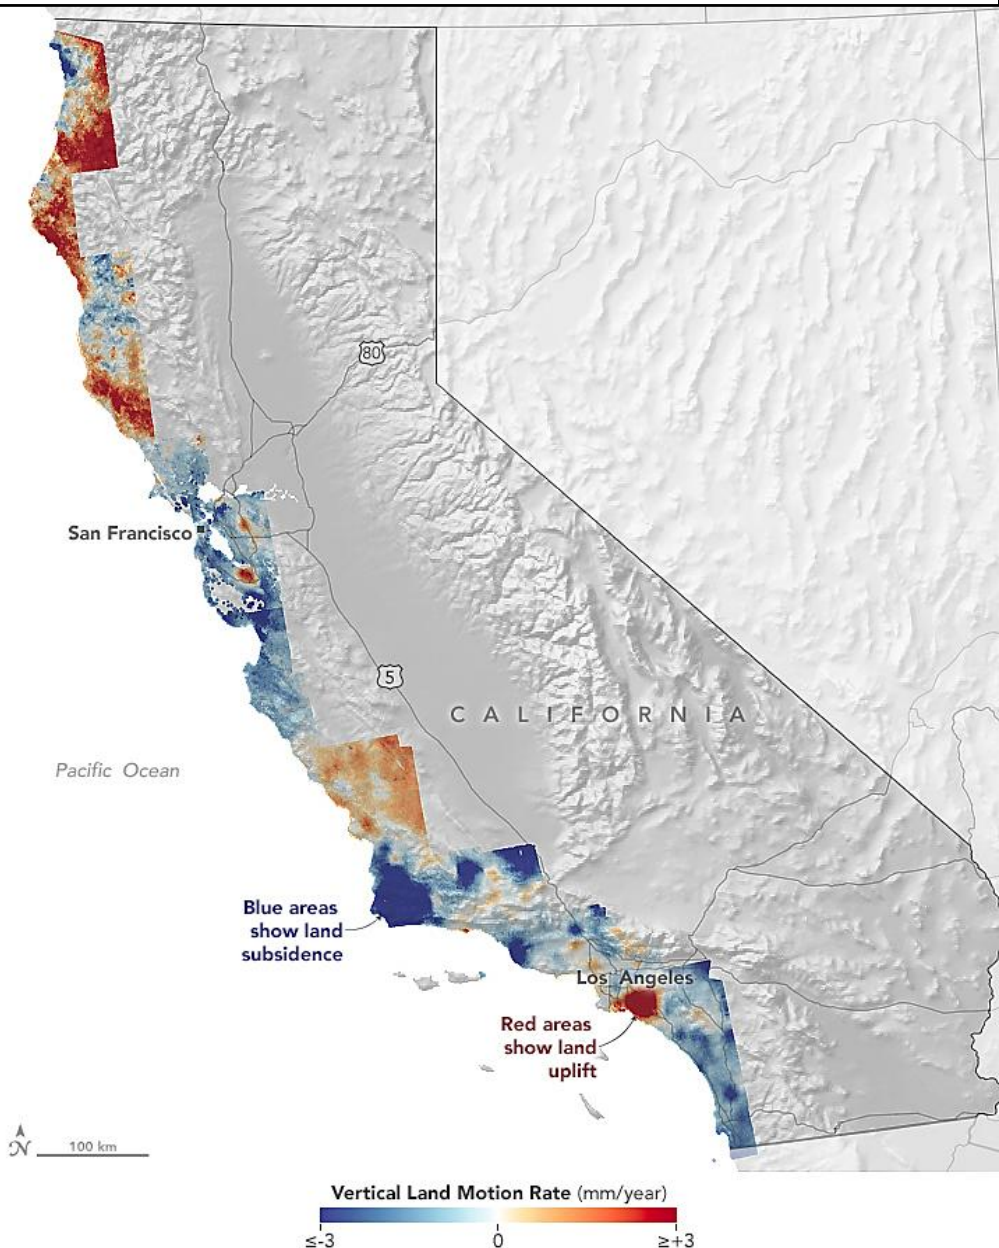 80
San Francisco
5
CALIFORNIA
Pacific Ocean
Blue areas
show land
subsidence
Los Angeles
Red areas
show land
uplift
N
100 km
Vertical Land Motion Rate (mm/year)
≤-3 0 ≥+3